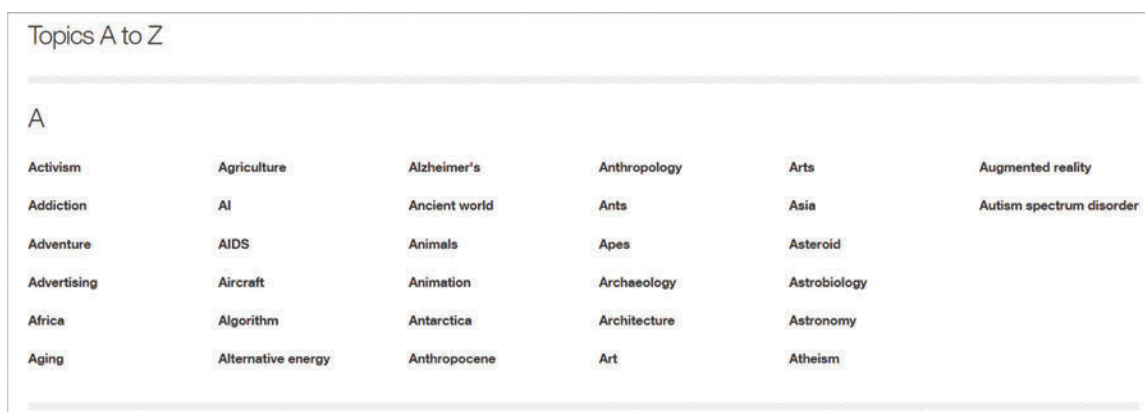 Topics A to Z
A
Activism
Addiction
Adventure
Advertising
Africa
Aging
Agriculture
AI
AIDS
Aircraft
Algorithm
Alternative energy
Alzheimer's
Ancient world
Animals
Animation
Antarctica
Anthropocene
Anthropology
Ants
Apes
Archaeology
Architecture
Art
Arts
Asia
Asteroid
Astrobiology
Astronomy
Atheism
Augmented reality
Autism spectrum disorder